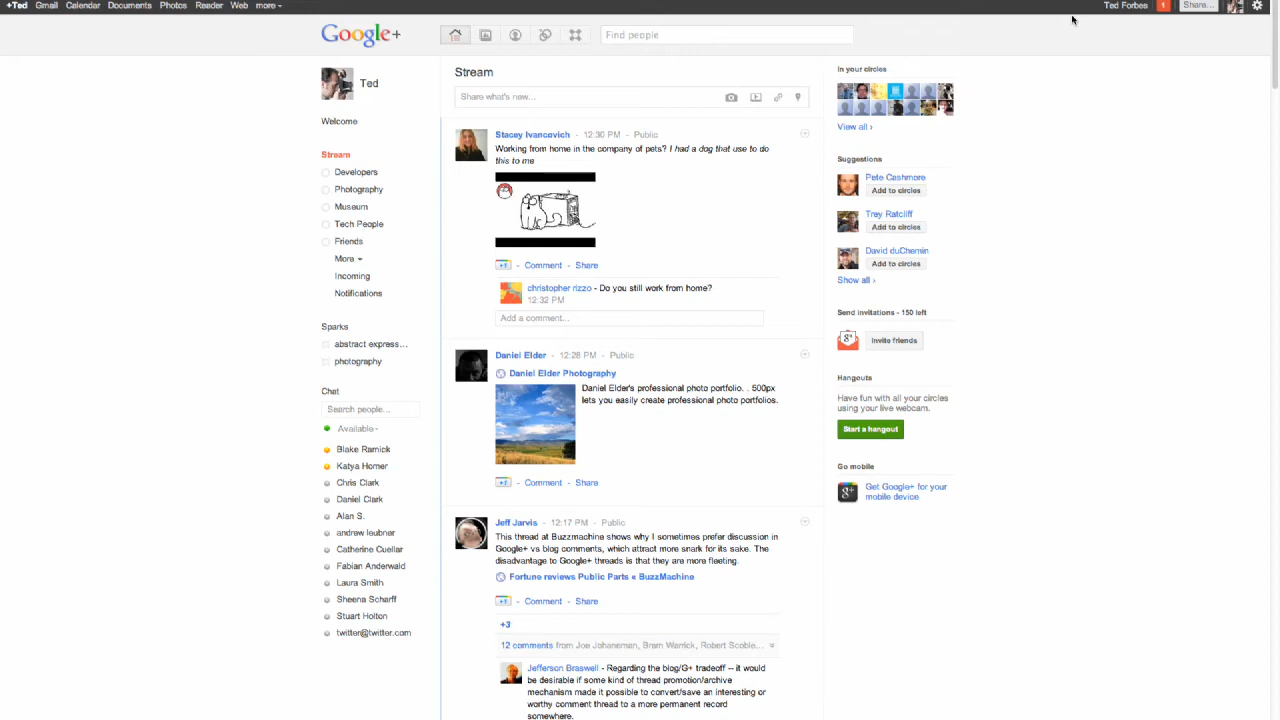 +Ted Gmail Calendar Documents Photos Reader Web more
Ted Forbes 1 Share...
Google+
Find people
Ted
Welcome
Stream
Developers
Photography
Museum
Tech People
Friends
More
Incoming
Notifications
Sparks
abstract express...
photography
Chat
Search people...
Available
Blake Ramick
Katya Horner
Chris Clark
Daniel Clark
Alan S.
andrew leubner
Catherine Cuellar
Fabian Anderwald
Laura Smith
Sheena Scharff
Stuart Holton
twitter@twitter.com
Stream
Share what's new...
Stacey Ivancovich - 12:30 PM - Public
Working from home in the company of pets? I had a dog that use to do
this to me
+1 - Comment - Share
christopher rizzo - Do you still work from home?
12:32 PM
Add a comment...
Daniel Elder - 12:28 PM - Public
Daniel Elder Photography
Daniel Elder's professional photo portfolio. . 500px
lets you easily create professional photo portfolios.
+1 - Comment - Share
Jeff Jarvis - 12:17 PM - Public
This thread at Buzzmachine shows why I sometimes prefer discussion in
Google+ vs blog comments, which attract more snark for its sake. The
disadvantage to Google+ threads is that they are more fleeting.
Fortune reviews Public Parts « BuzzMachine
+1 - Comment - Share
+3
12 comments from Joe Johansman, Bram Warrick, Robert Scoble...
Jefferson Braswell - Regarding the blog/G+ tradeoff -- it would
be desirable if some kind of thread promotion/archive
mechanism made it possible to convert/save an interesting or
worthy comment thread to a more permanent record
somewhere.
In your circles
View all ›
Suggestions
Pete Cashmore
Add to circles
Trey Ratcliff
Add to circles
David duChemin
Add to circles
Show all ›
Send invitations - 150 left
g+ Invite friends
Hangouts
Have fun with all your circles
using your live webcam.
Start a hangout
Go mobile
g+ Get Google+ for your
mobile device